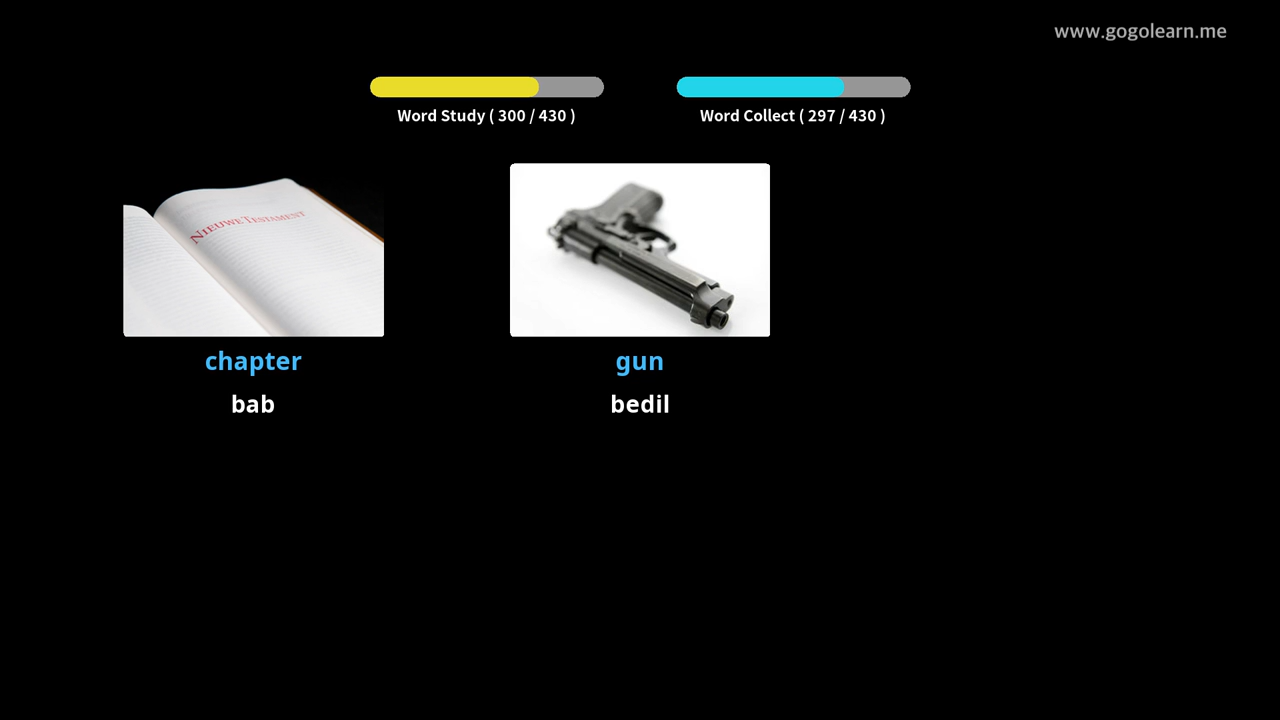 www.gogolearn.me
Word Study ( 300 / 430 )
Word Collect ( 297 / 430 )
NIEUWE TESTAMENT
chapter
bab
gun
bedil